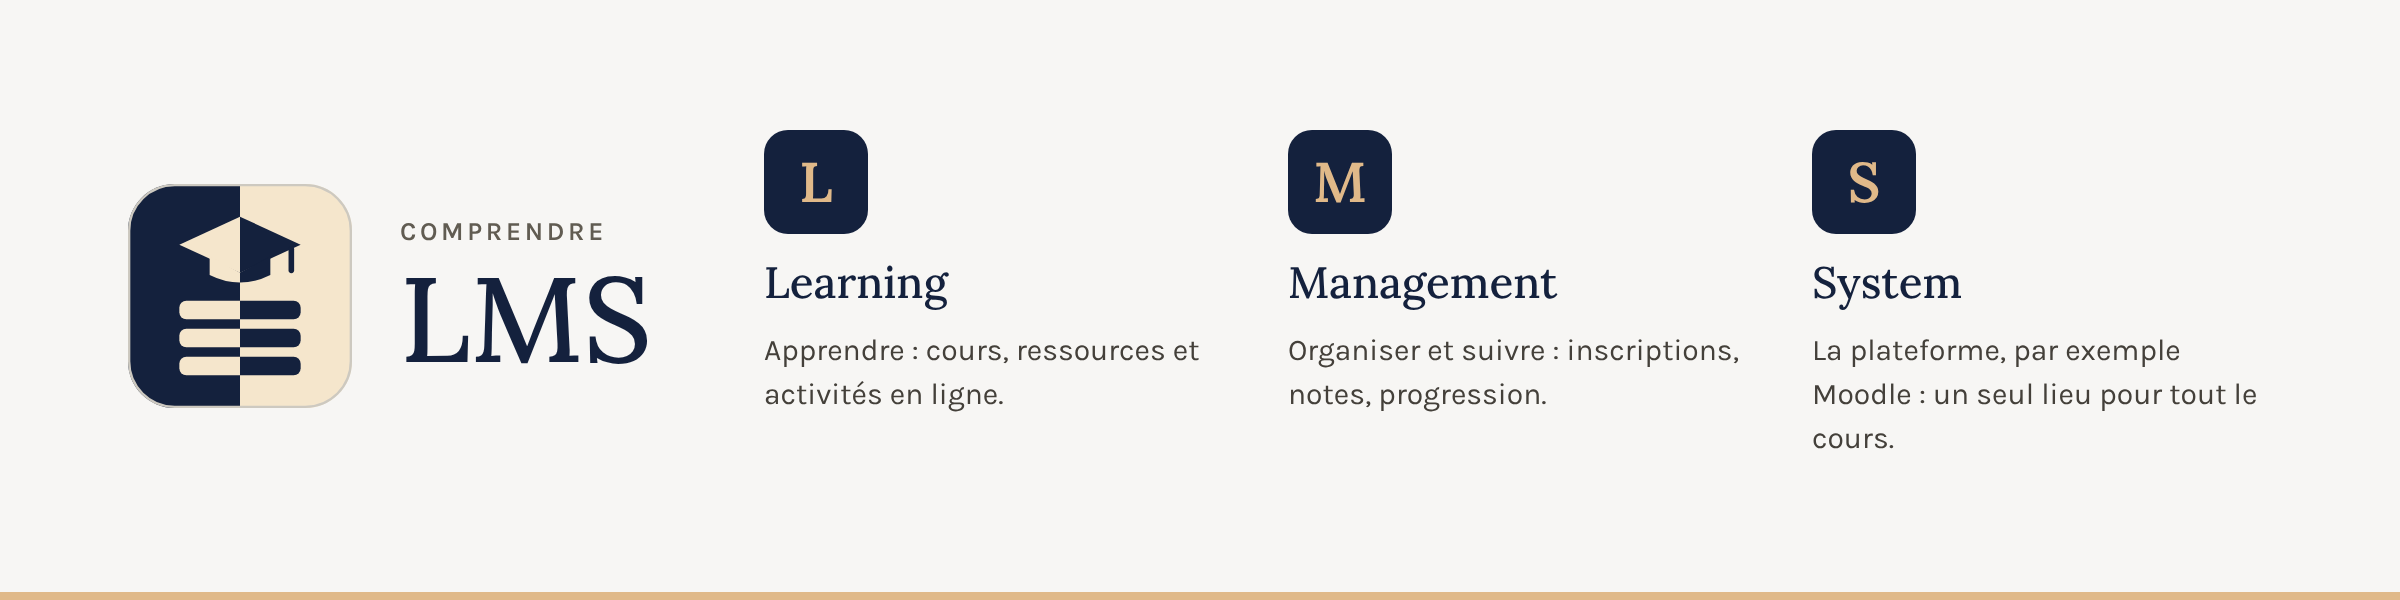 COMPRENDRE
LMS
L
Learning
Apprendre : cours, ressources et
activités en ligne.
M
Management
Organiser et suivre : inscriptions,
notes, progression.
S
System
La plateforme, par exemple
Moodle : un seul lieu pour tout le
cours.